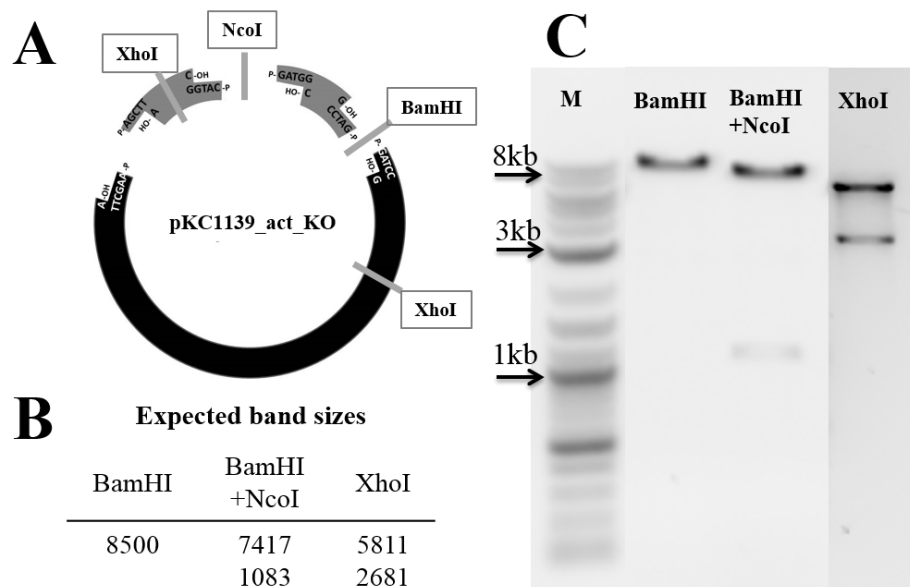 A
XhoI
NcoI
BamHI
C-OH
GGTAC-P
P-AGCTT
HO-A
P-GATGG
HO-C
G-OH
CCTAG-P
P-GATCC
HO-G
A-OH
TTCGAA-P
pKC1139_act_KO
XhoI
B
Expected band sizes
BamHI BamHI +NcoI XhoI
8500 7417 5811
1083 2681
C
M BamHI BamHI XhoI
+NcoI
8kb
3kb
1kb